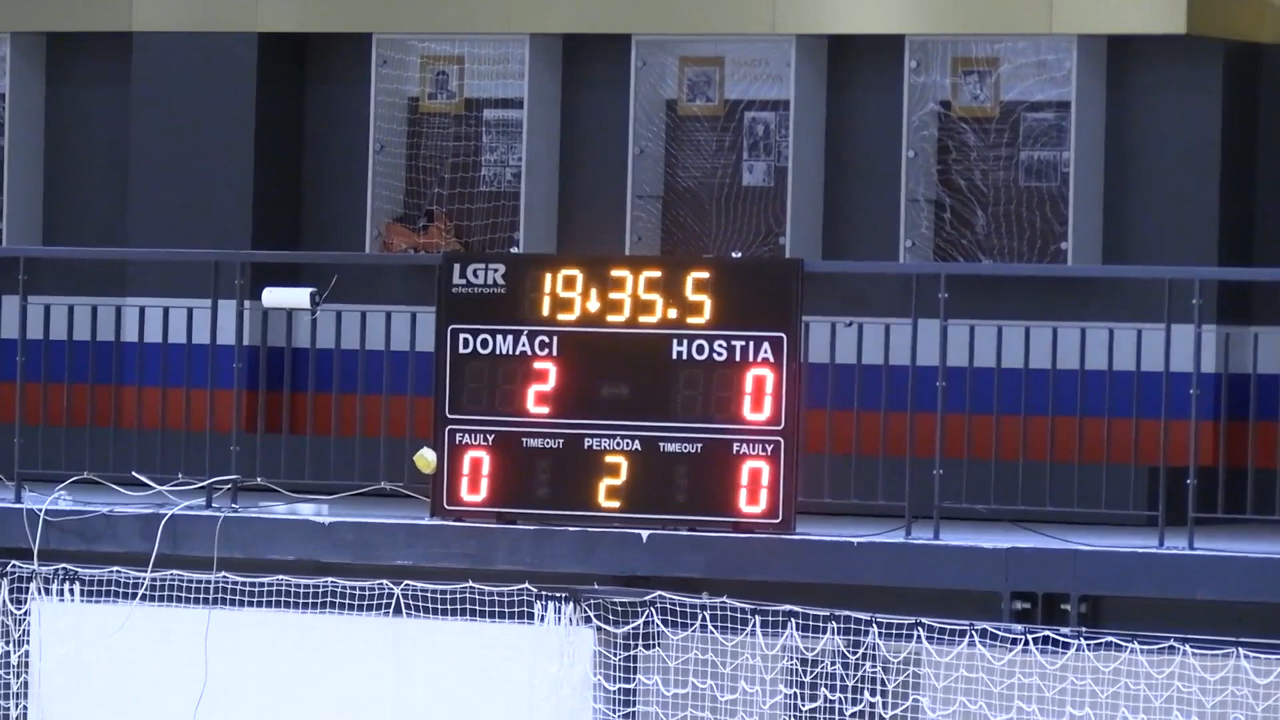 LGR
electronic
19↓35.5
DOMÁCI HOSTIA
2 0
FAULY TIMEOUT PERIÓDA TIMEOUT FAULY
0 2 0